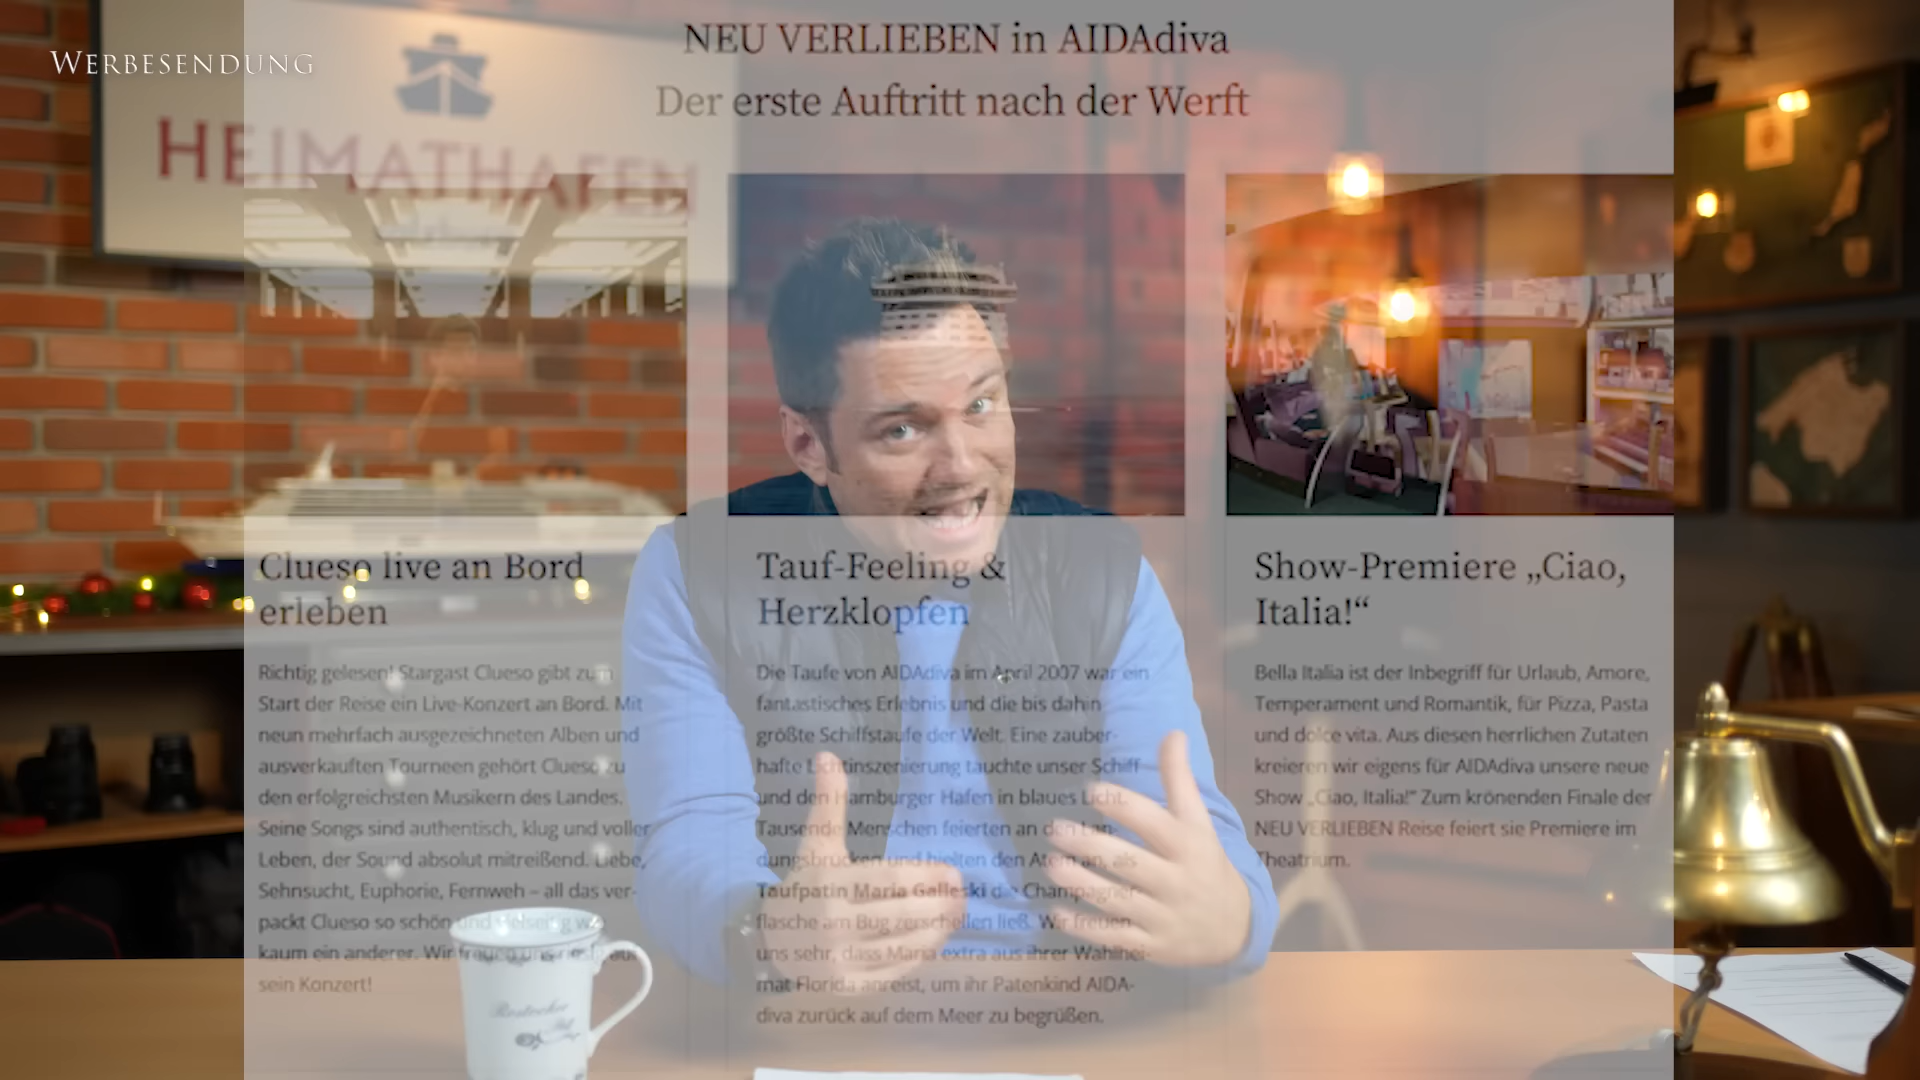 WERBESENDUNG
HEIMATHAFEN
NEU VERLIEBEN in AIDAdiva
Der erste Auftritt nach der Werft
Clueso live an Bord
erleben
Richtig gelesen! Stargast Clueso gibt zum
Start der Reise ein Live-Konzert an Bord. Mit
neun mehrfach ausgezeichneten Alben und
ausverkauften Tourneen gehört Clueso zu
den erfolgreichsten Musikern des Landes.
Seine Songs sind authentisch, klug und voller
Leben, der Sound absolut mitreißend. Liebe,
Sehnsucht, Euphorie, Fernweh – all das ver-
packt Clueso so schön und vielseitig wie
kaum ein anderer. Wir freuen uns riesig auf
sein Konzert!
Tauf-Feeling &
Herzklopfen
Die Taufe von AIDAdiva im April 2007 war ein
fantastisches Erlebnis und die bis dahin
größte Schiffstaufe der Welt. Eine zauber-
hafte Lichtinszenierung tauchte unser Schiff
und den Hamburger Hafen in blaues Licht.
Tausende Menschen feierten an den Lan-
dungsbrücken und hielten den Atem an, als
Taufpatin Maria Galleski die Champagner-
flasche am Bug zerschellen ließ. Wir freuen
uns sehr, dass Maria extra aus ihrer Wahlhei-
mat Florida anreist, um ihr Patenkind AIDA-
diva zurück auf dem Meer zu begrüßen.
Show-Premiere „Ciao,
Italia!“
Bella Italia ist der Inbegriff für Urlaub, Amore,
Temperament und Romantik, für Pizza, Pasta
und dolce vita. Aus diesen herrlichen Zutaten
kreieren wir eigens für AIDAdiva unsere neue
Show „Ciao, Italia!“ Zum krönenden Finale der
NEU VERLIEBEN Reise feiert sie Premiere im
Theatrium.
Rostocker